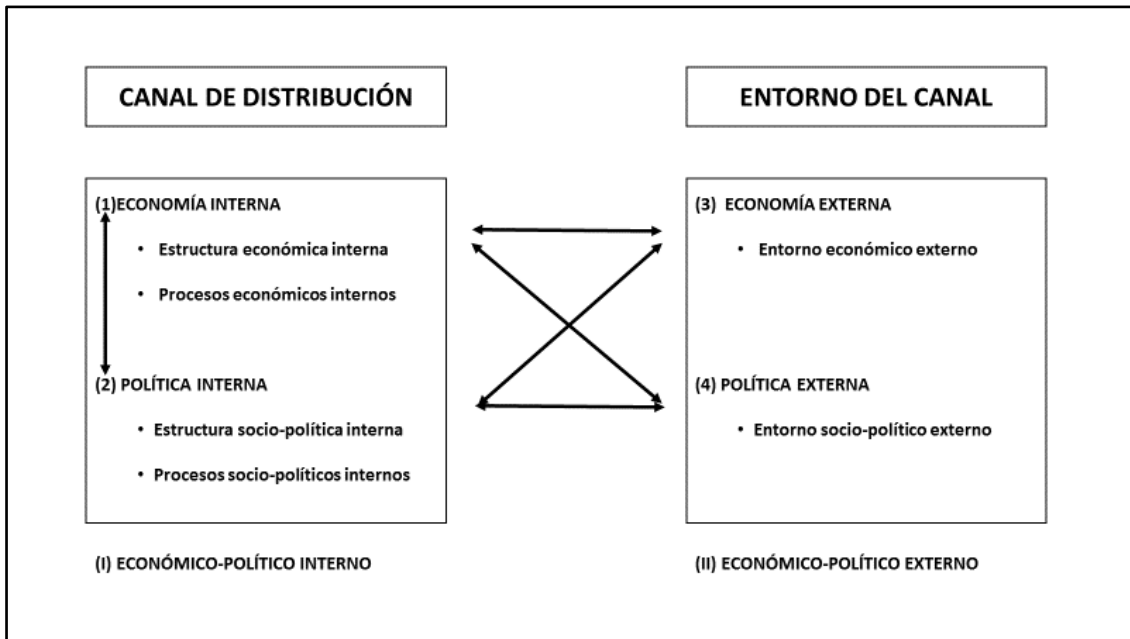 CANAL DE DISTRIBUCIÓN
(1)ECONOMÍA INTERNA
• Estructura económica interna
• Procesos económicos internos
(2) POLÍTICA INTERNA
• Estructura socio-política interna
• Procesos socio-políticos internos
(I) ECONÓMICO-POLÍTICO INTERNO
ENTORNO DEL CANAL
(3) ECONOMÍA EXTERNA
• Entorno económico externo
(4) POLÍTICA EXTERNA
• Entorno socio-político externo
(II) ECONÓMICO-POLÍTICO EXTERNO